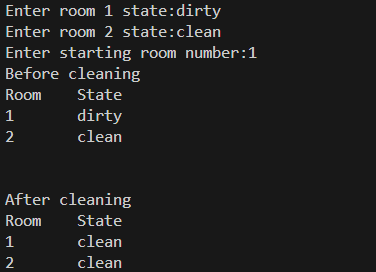 Enter room 1 state:dirty
Enter room 2 state:clean
Enter starting room number:1
Before cleaning
Room    State
1       dirty
2       clean
After cleaning
Room    State
1       clean
2       clean